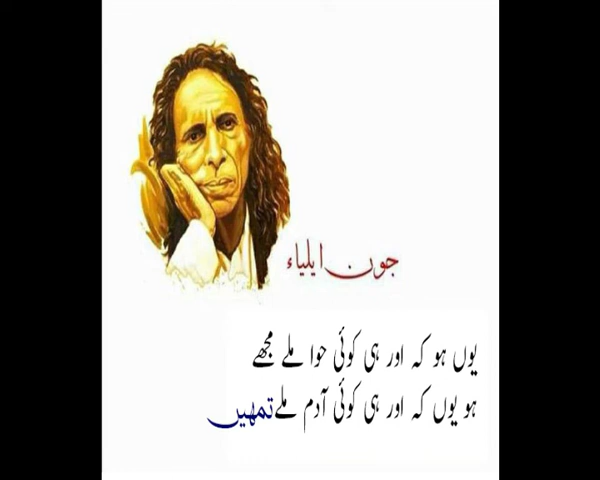 جون ایلیاء
یوں ہو کہ اور ہی کوئی حوا ملے مجھے
ہو یوں کہ اور ہی کوئی آدم ملے تمھیں